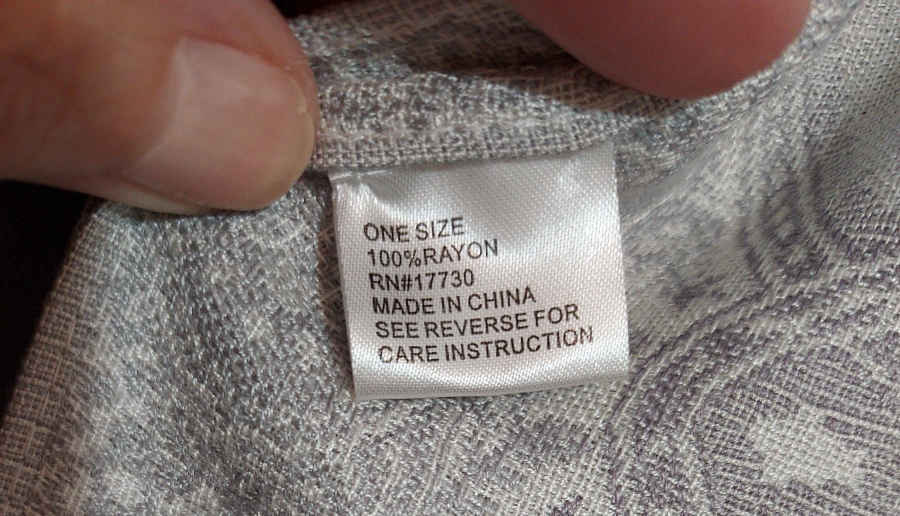 ONE SIZE
100%RAYON
RN#17730
MADE IN CHINA
SEE REVERSE FOR
CARE INSTRUCTION